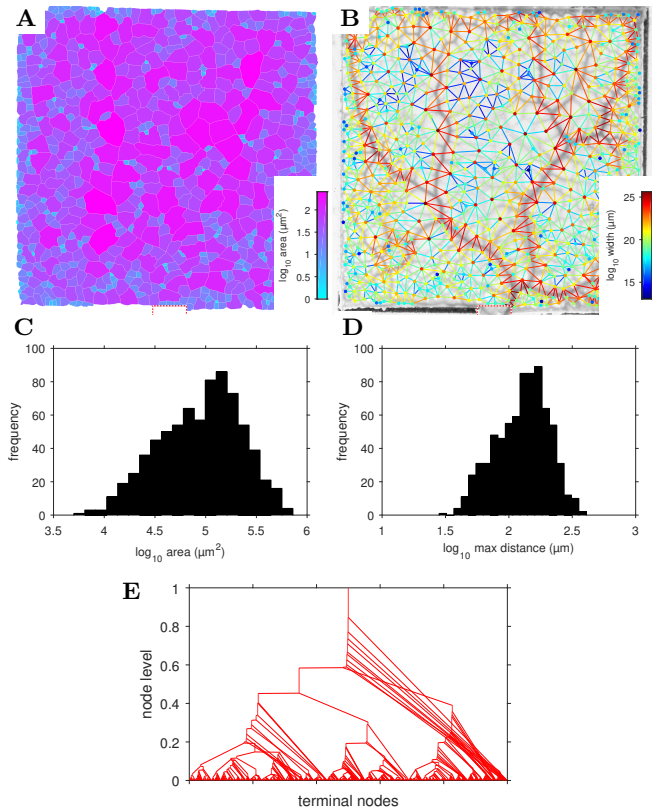 A
B
log10 area (µm²)
2
1.5
1
0.5
0
log10 width (µm)
25
20
15
C
D
100
80
60
40
20
0
frequency
3.5 4 4.5 5 5.5 6
log10 area (µm²)
100
80
60
40
20
0
frequency
1 1.5 2 2.5 3
log10 max distance (µm)
E
1
0.8
0.6
0.4
0.2
0
node level
terminal nodes